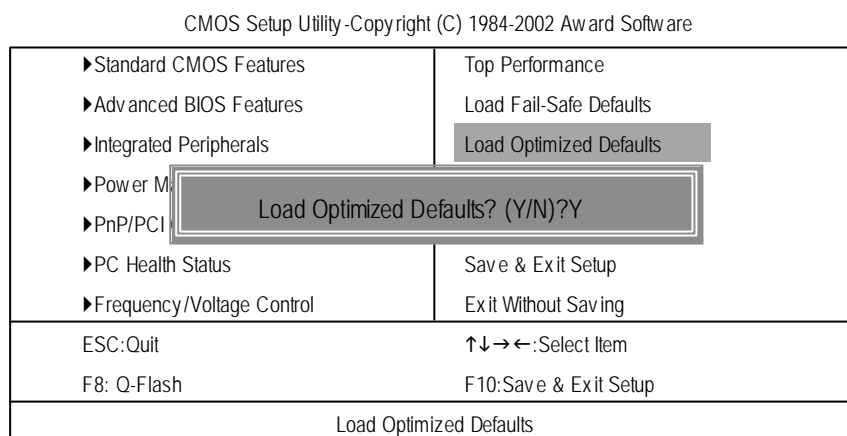 CMOS Setup Utility-Copyright (C) 1984-2002 Award Software
▶Standard CMOS Features Top Performance
▶Advanced BIOS Features Load Fail-Safe Defaults
▶Integrated Peripherals Load Optimized Defaults
▶Power
Load Optimized Defaults? (Y/N)?Y
▶PnP/PCI
▶PC Health Status Save & Exit Setup
▶Frequency/Voltage Control Exit Without Saving
ESC:Quit ↑↓→←:Select Item
F8: Q-Flash F10:Save & Exit Setup
Load Optimized Defaults